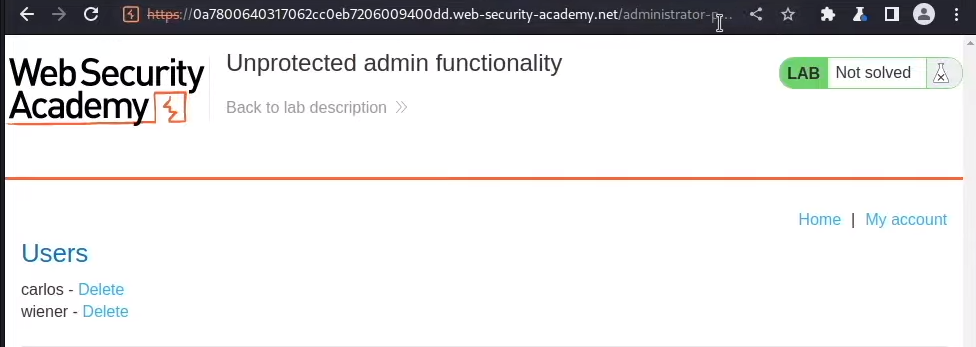 https://0a7800640317062cc0eb7206009400dd.web-security-academy.net/administrator-p...
Web Security
Academy
Unprotected admin functionality
Back to lab description
LAB Not solved
Home | My account
Users
carlos - Delete
wiener - Delete